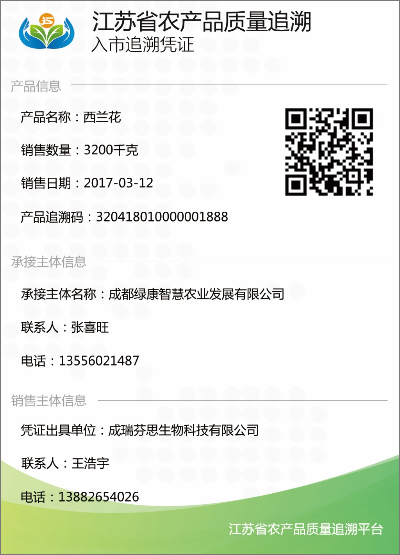 江苏省农产品质量追溯
入市追溯凭证
产品信息
产品名称：西兰花
销售数量：3200千克
销售日期：2017-03-12
产品追溯码：320418010000001888
承接主体信息
承接主体名称：成都绿康智慧农业发展有限公司
联系人：张喜旺
电话：13556021487
销售主体信息
凭证出具单位：成瑞芬思生物科技有限公司
联系人：王浩宇
电话：13882654026
江苏省农产品质量追溯平台